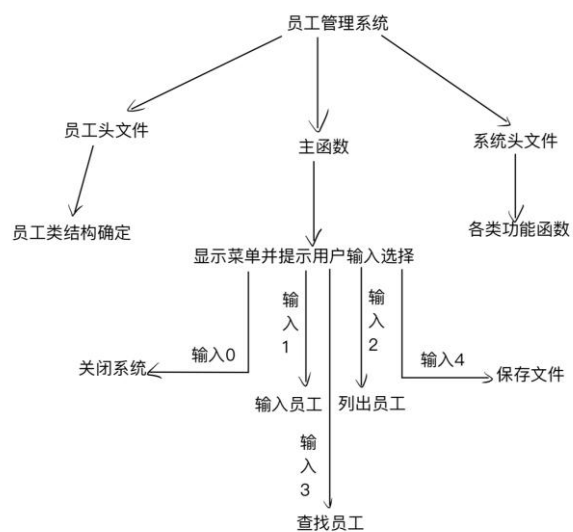 员工管理系统
员工头文件
主函数
系统头文件
员工类结构确定
各类功能函数
显示菜单并提示用户输入选择
输入0
输入1
输入2
输入4
关闭系统
保存文件
输入员工
列出员工
输入3
查找员工